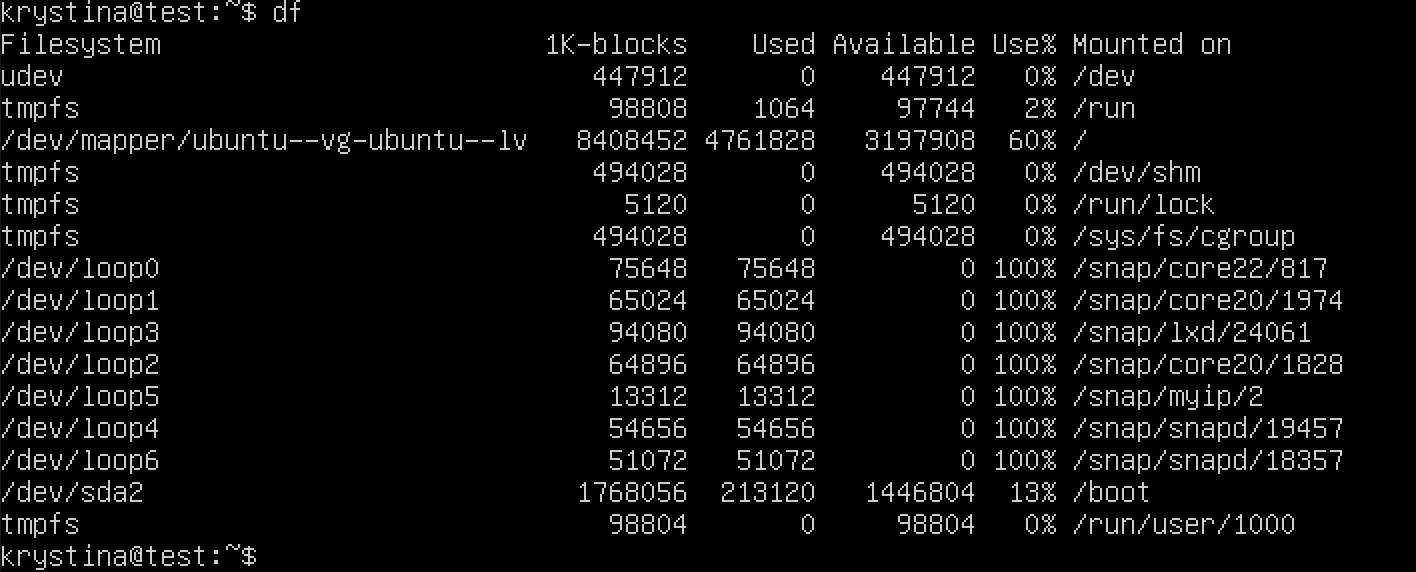 krystina@test:~$ df
Filesystem                        1K-blocks    Used Available Use% Mounted on
udev                                 447912       0    447912   0% /dev
tmpfs                                 98808    1064     97744   2% /run
/dev/mapper/ubuntu--vg-ubuntu--lv   8408452 4761828   3197908  60% /
tmpfs                                494028       0    494028   0% /dev/shm
tmpfs                                  5120       0      5120   0% /run/lock
tmpfs                                494028       0    494028   0% /sys/fs/cgroup
/dev/loop0                            75648   75648         0 100% /snap/core22/817
/dev/loop1                            65024   65024         0 100% /snap/core20/1974
/dev/loop3                            94080   94080         0 100% /snap/lxd/24061
/dev/loop2                            64896   64896         0 100% /snap/core20/1828
/dev/loop5                            13312   13312         0 100% /snap/myip/2
/dev/loop4                            54656   54656         0 100% /snap/snapd/19457
/dev/loop6                            51072   51072         0 100% /snap/snapd/18357
/dev/sda2                           1768056  213120   1446804  13% /boot
tmpfs                                 98804       0     98804   0% /run/user/1000
krystina@test:~$